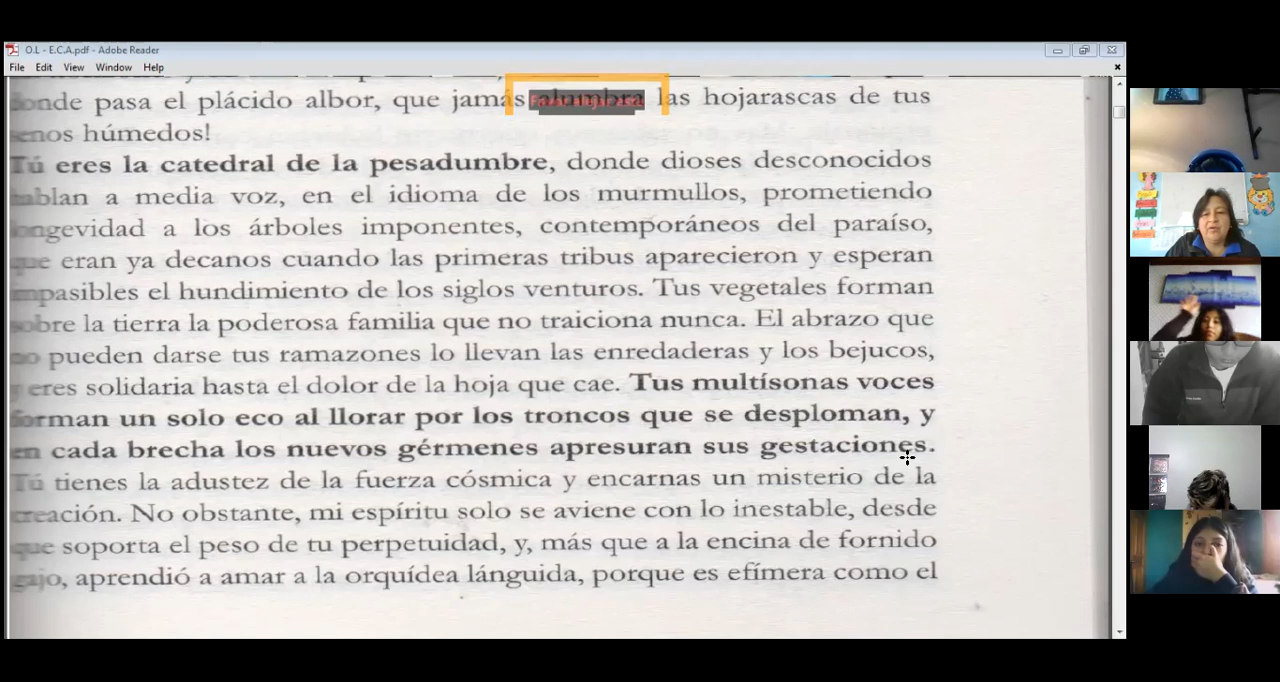 O.L - E.C.A.pdf - Adobe Reader
File Edit View Window Help
donde pasa el plácido albor, que jamás alumbra las hojarascas de tus
senos húmedos!
Tú eres la catedral de la pesadumbre, donde dioses desconocidos
hablan a media voz, en el idioma de los murmullos, prometiendo
longevidad a los árboles imponentes, contemporáneos del paraíso,
que eran ya decanos cuando las primeras tribus aparecieron y esperan
impasibles el hundimiento de los siglos venturos. Tus vegetales forman
sobre la tierra la poderosa familia que no traiciona nunca. El abrazo que
no pueden darse tus ramazones lo llevan las enredaderas y los bejucos,
y eres solidaria hasta el dolor de la hoja que cae. Tus multísonas voces
forman un solo eco al llorar por los troncos que se desploman, y
en cada brecha los nuevos gérmenes apresuran sus gestaciones.
Tú tienes la adustez de la fuerza cósmica y encarnas un misterio de la
creación. No obstante, mi espíritu solo se aviene con lo inestable, desde
que soporta el peso de tu perpetuidad, y, más que a la encina de fornido
gajo, aprendió a amar a la orquídea lánguida, porque es efímera como el